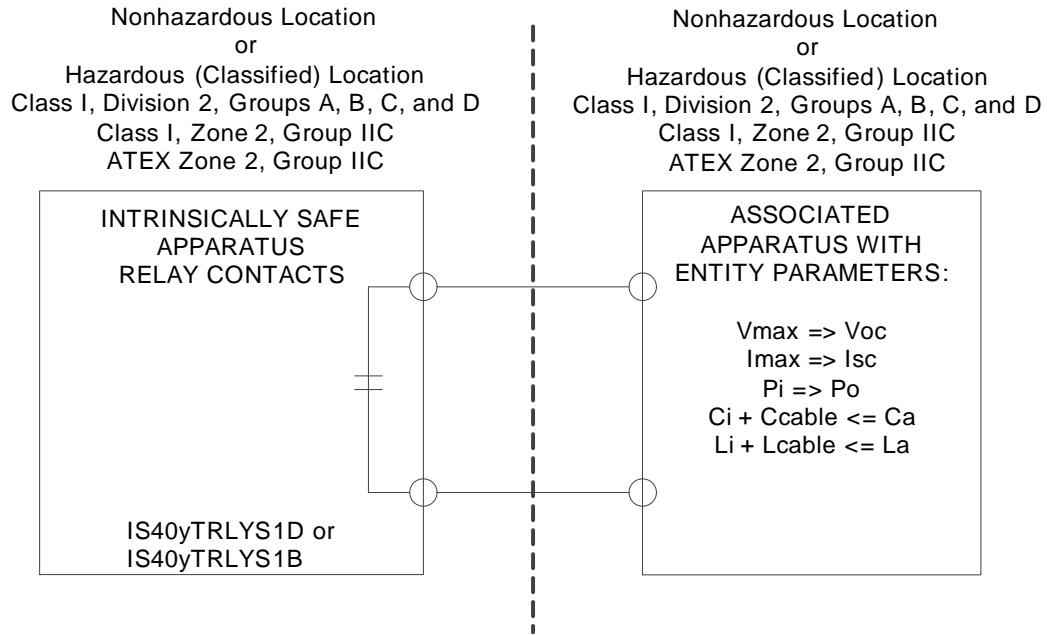 Nonhazardous Location
or
Hazardous (Classified) Location
Class I, Division 2, Groups A, B, C, and D
Class I, Zone 2, Group IIC
ATEX Zone 2, Group IIC
INTRINSICALLY SAFE
APPARATUS
RELAY CONTACTS
IS40yTRLYS1D or
IS40yTRLYS1B
Nonhazardous Location
or
Hazardous (Classified) Location
Class I, Division 2, Groups A, B, C, and D
Class I, Zone 2, Group IIC
ATEX Zone 2, Group IIC
ASSOCIATED
APPARATUS WITH
ENTITY PARAMETERS:
Vmax => Voc
Imax => Isc
Pi => Po
Ci + Ccable <= Ca
Li + Lcable <= La